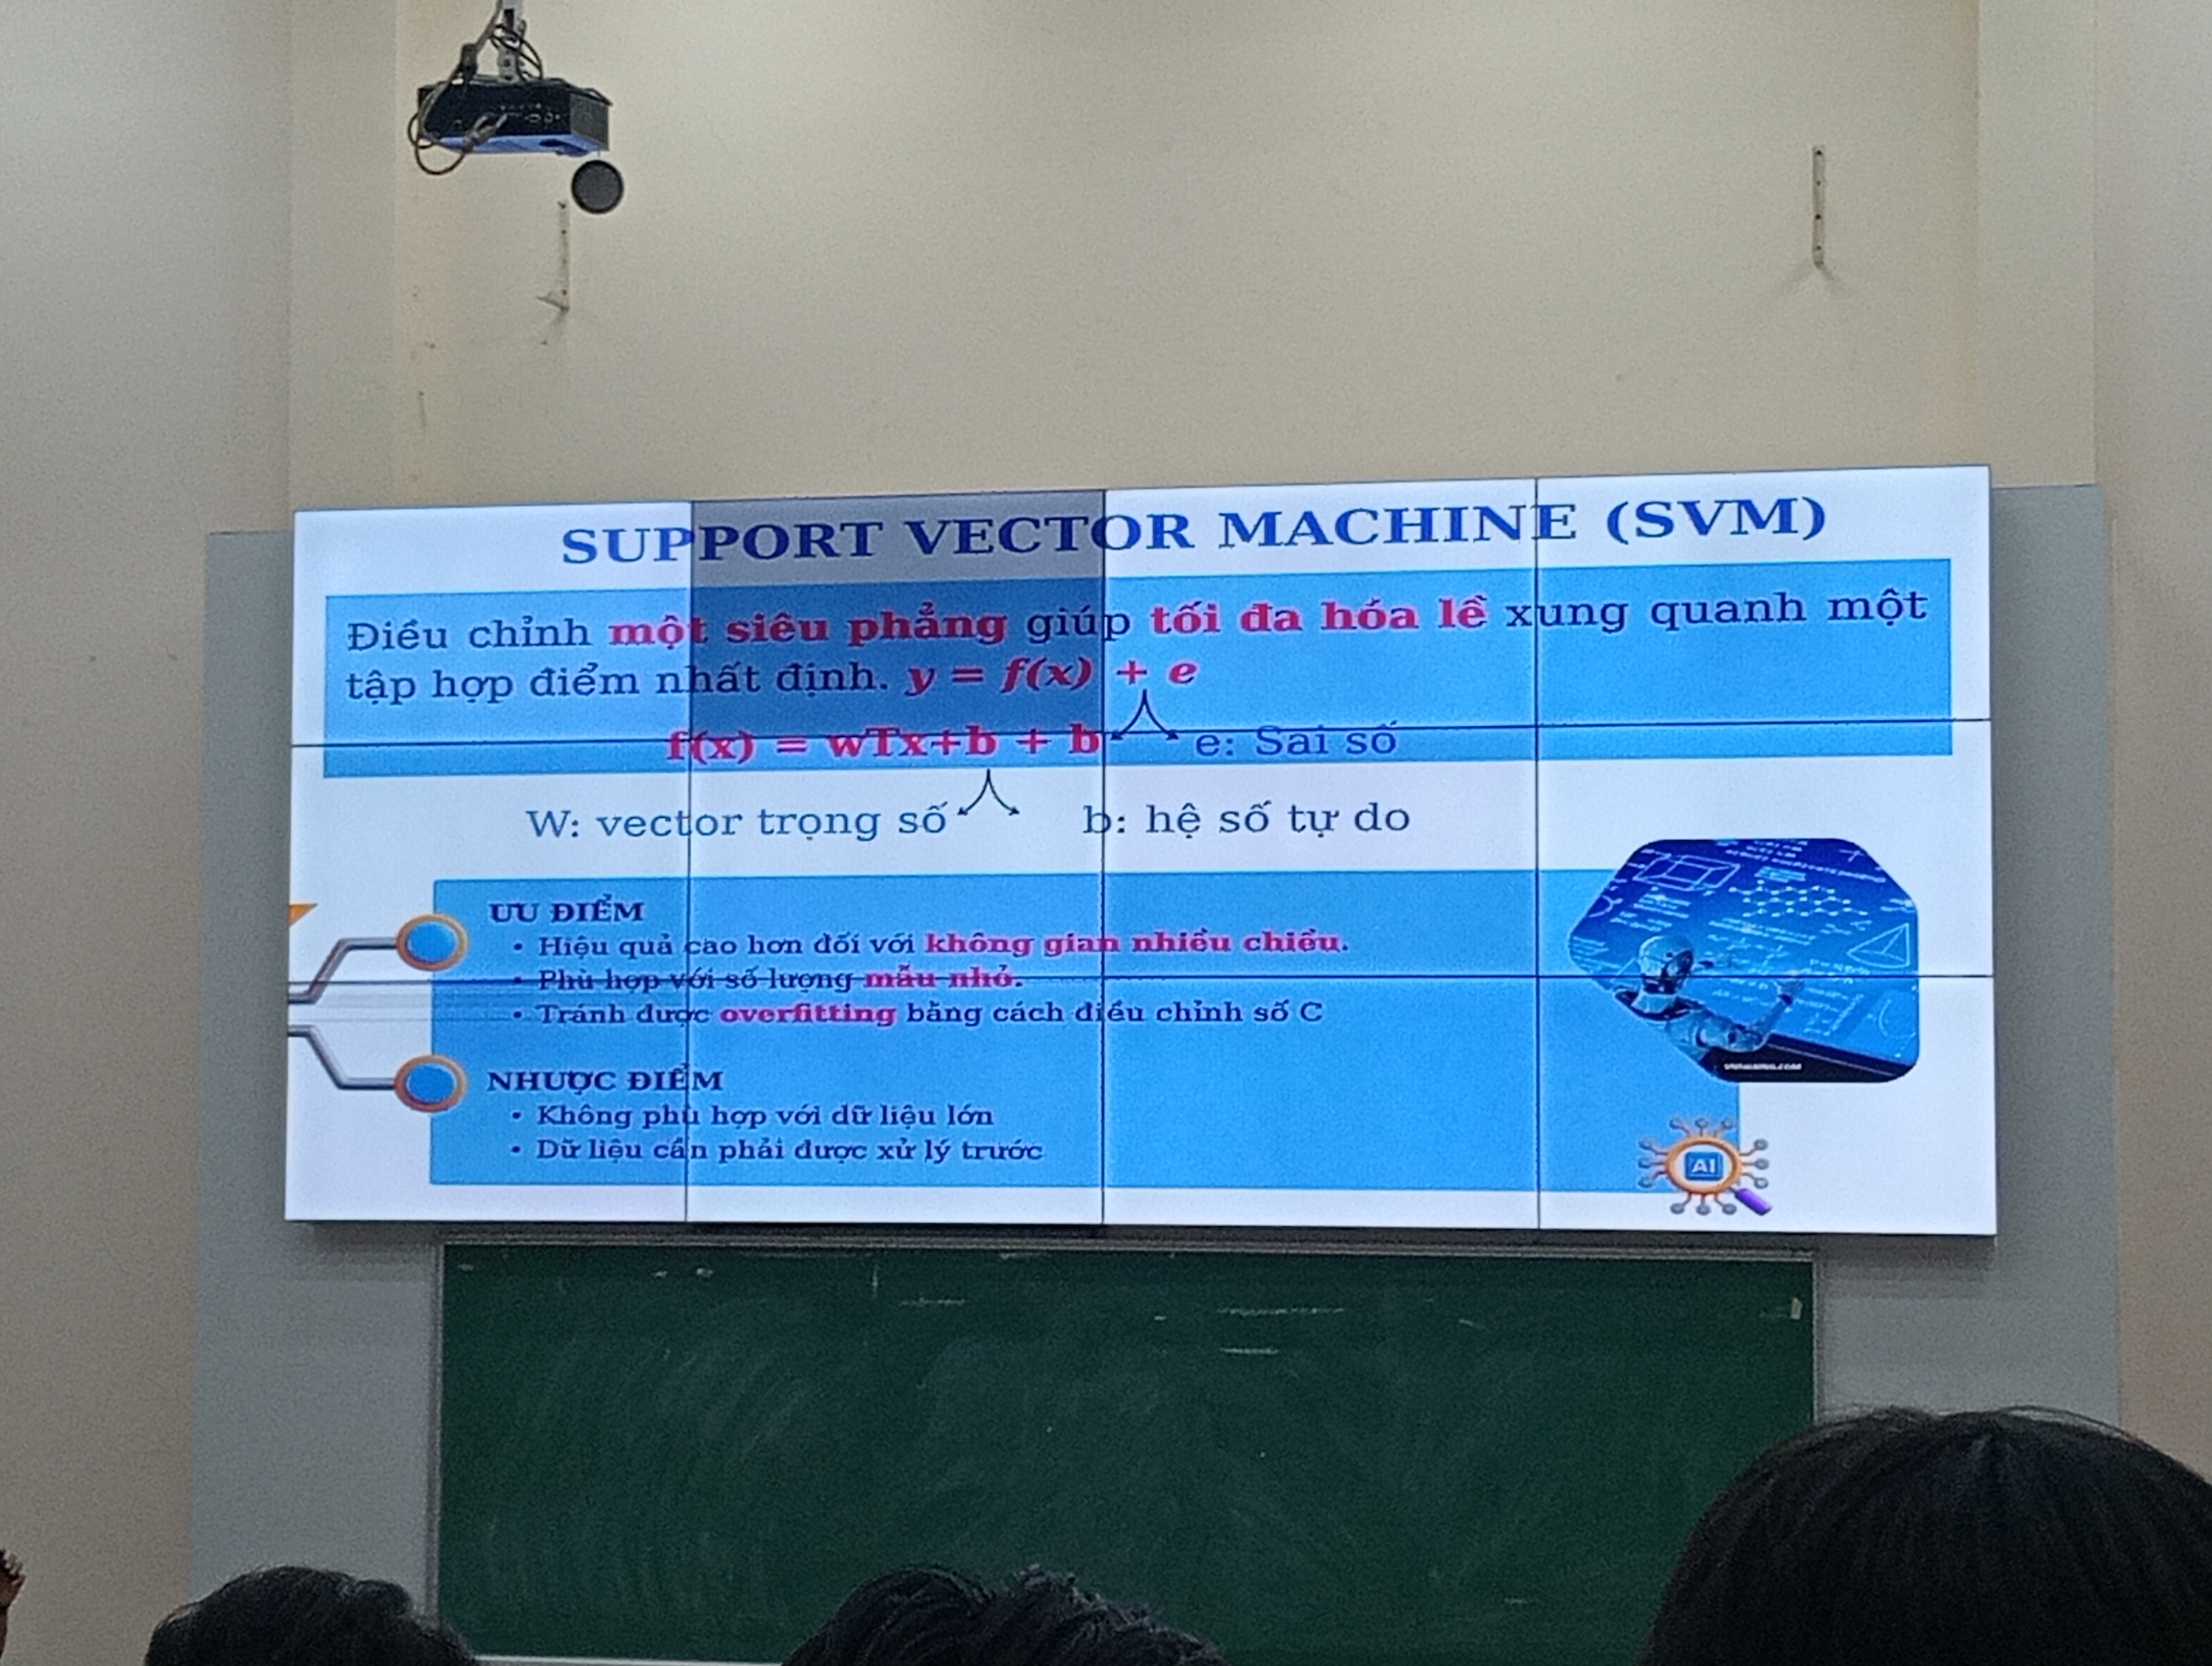 SUPPORT VECTOR MACHINE (SVM)
Điều chỉnh một siêu phẳng giúp tối đa hóa lề xung quanh một
tập hợp điểm nhất định. y = f(x) + e
f(x) = wTx+b + b
e: Sai số
W: vector trọng số
b: hệ số tự do
ƯU ĐIỂM
• Hiệu quả cao hơn đối với không gian nhiều chiều.
• Phù hợp với số lượng mẫu nhỏ.
• Tránh được overfitting bằng cách điều chỉnh số C
NHƯỢC ĐIỂM
• Không phù hợp với dữ liệu lớn
• Dữ liệu cần phải được xử lý trước
AI